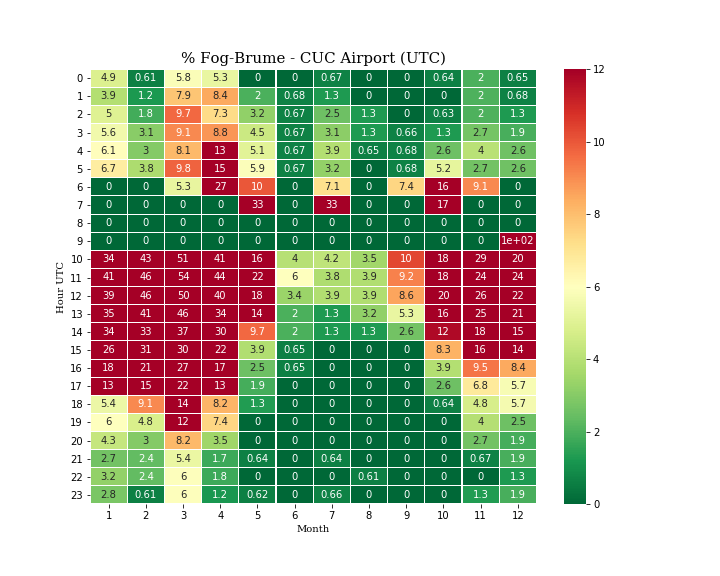 % Fog-Brume - CUC Airport (UTC)
0 4.9 0.61 5.8 5.3 0 0 0.67 0 0 0.64 2 0.65
1 3.9 1.2 7.9 8.4 2 0.68 1.3 0 0 0 2 0.68
2 5 1.8 9.7 7.3 3.2 0.67 2.5 1.3 0 0.63 2 1.3
3 5.6 3.1 9.1 8.8 4.5 0.67 3.1 1.3 0.66 1.3 2.7 1.9
4 6.1 3 8.1 13 5.1 0.67 3.9 0.65 0.68 2.6 4 2.6
5 6.7 3.8 9.8 15 5.9 0.67 3.2 0 0.68 5.2 2.7 2.6
6 0 0 5.3 27 10 0 7.1 0 7.4 16 9.1 0
7 0 0 0 0 33 0 33 0 0 17 0 0
8 0 0 0 0 0 0 0 0 0 0 0 0
9 0 0 0 0 0 0 0 0 0 0 0 1e+02
10 34 43 51 41 16 4 4.2 3.5 10 18 29 20
11 41 46 54 44 22 6 3.8 3.9 9.2 18 24 24
12 39 46 50 40 18 3.4 3.9 3.9 8.6 20 26 22
13 35 41 46 34 14 2 1.3 3.2 5.3 16 25 21
14 34 33 37 30 9.7 2 1.3 1.3 2.6 12 18 15
15 26 31 30 22 3.9 0.65 0 0 0 8.3 16 14
16 18 21 27 17 2.5 0.65 0 0 0 3.9 9.5 8.4
17 13 15 22 13 1.9 0 0 0 0 2.6 6.8 5.7
18 5.4 9.1 14 8.2 1.3 0 0 0 0 0.64 4.8 5.7
19 6 4.8 12 7.4 0 0 0 0 0 0 4 2.5
20 4.3 3 8.2 3.5 0 0 0 0 0 0 2.7 1.9
21 2.7 2.4 5.4 1.7 0.64 0 0.64 0 0 0 0.67 1.9
22 3.2 2.4 6 1.8 0 0 0 0.61 0 0 0 1.3
23 2.8 0.61 6 1.2 0.62 0 0.66 0 0 0 1.3 1.9
1 2 3 4 5 6 7 8 9 10 11 12
Month
Hour UTC
12
10
8
6
4
2
0